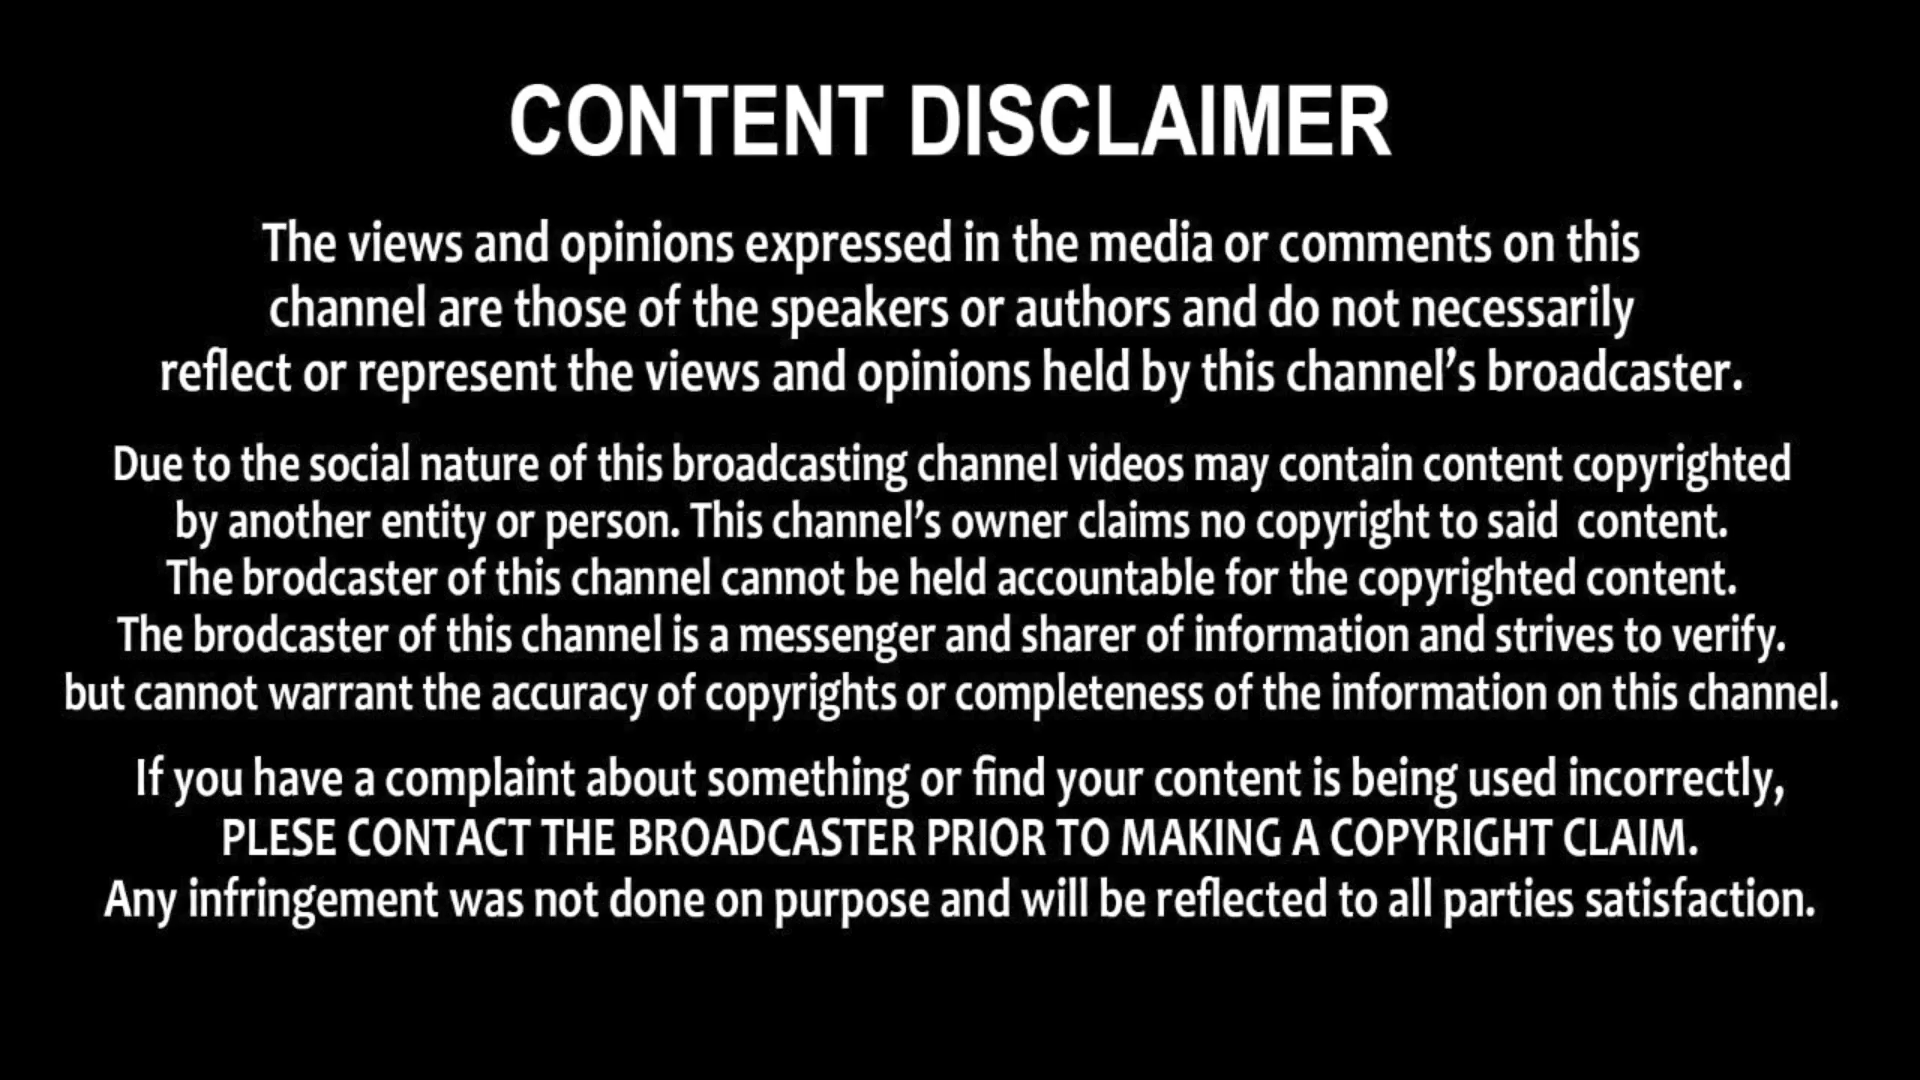 CONTENT DISCLAIMER
The views and opinions expressed in the media or comments on this
channel are those of the speakers or authors and do not necessarily
reflect or represent the views and opinions held by this channel’s broadcaster.
Due to the social nature of this broadcasting channel videos may contain content copyrighted
by another entity or person. This channel’s owner claims no copyright to said content.
The brodcaster of this channel cannot be held accountable for the copyrighted content.
The brodcaster of this channel is a messenger and sharer of information and strives to verify.
but cannot warrant the accuracy of copyrights or completeness of the information on this channel.
If you have a complaint about something or find your content is being used incorrectly,
PLESE CONTACT THE BROADCASTER PRIOR TO MAKING A COPYRIGHT CLAIM.
Any infringement was not done on purpose and will be reflected to all parties satisfaction.